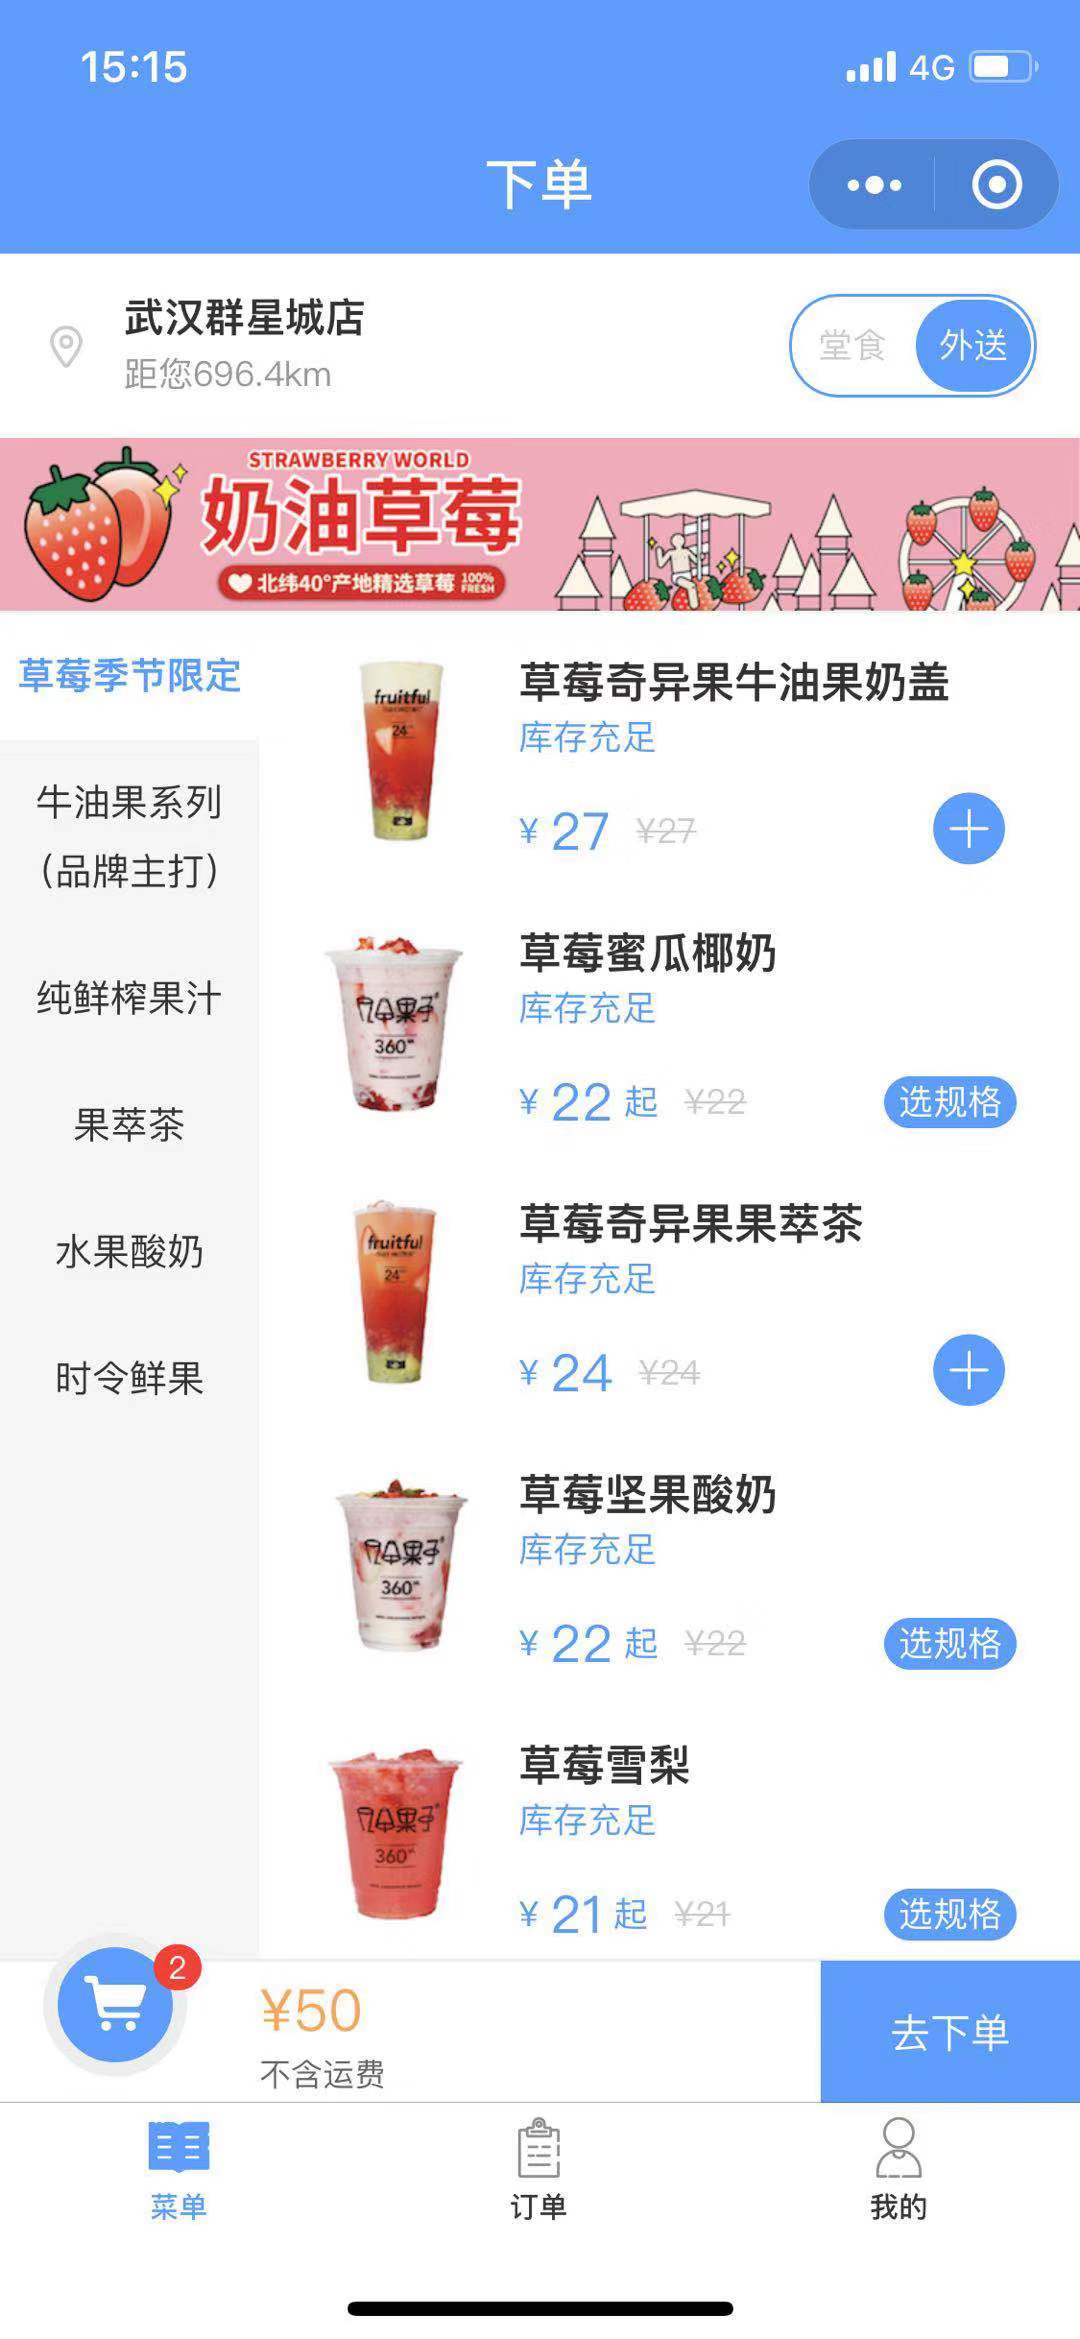 15:15
4G
下单
武汉群星城店
距您696.4km
堂食 外送
STRAWBERRY WORLD
奶油草莓
北纬40°产地精选草莓 100% FRESH
草莓季节限定
牛油果系列
（品牌主打）
纯鲜榨果汁
果萃茶
水果酸奶
时令鲜果
fruitful
24
草莓奇异果牛油果奶盖
库存充足
¥ 27 ¥27
360
草莓蜜瓜椰奶
库存充足
¥ 22 起 ¥22
选规格
fruitful
24
草莓奇异果果萃茶
库存充足
¥ 24 ¥24
360
草莓坚果酸奶
库存充足
¥ 22 起 ¥22
选规格
360
草莓雪梨
库存充足
¥ 21 起 ¥21
选规格
2
¥50
不含运费
去下单
菜单
订单
我的